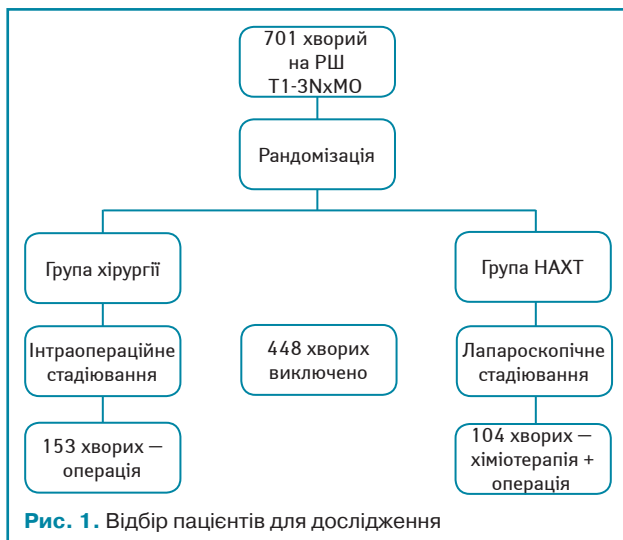 701 хворий
на РШ
T1-3NxMO
Рандомізація
Група хірургії
Група НАХТ
Інтраопераційне
стадіювання
448 хворих
виключено
Лапароскопічне
стадіювання
153 хворих —
операція
104 хворих —
хіміотерапія +
операція
Рис. 1. Відбір пацієнтів для дослідження